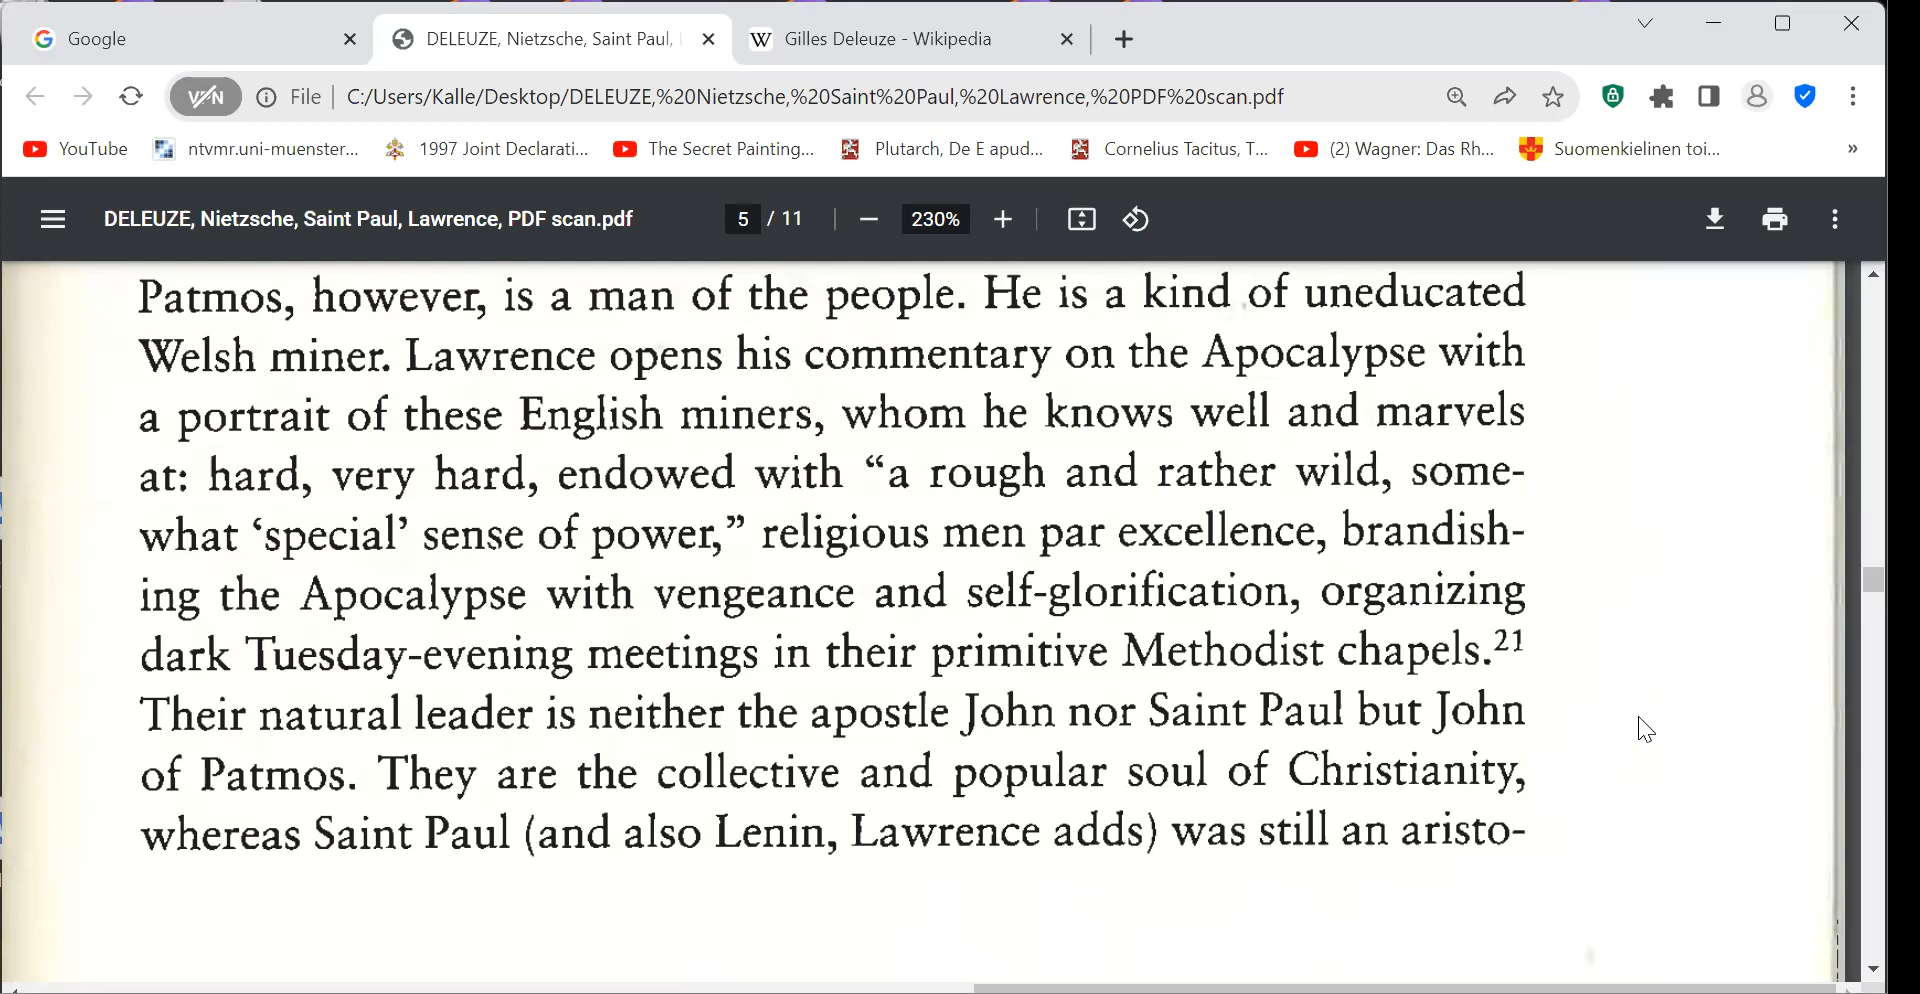 Google
DELEUZE, Nietzsche, Saint Paul,
Gilles Deleuze - Wikipedia
VPN
File
C:/Users/Kalle/Desktop/DELEUZE,%20Nietzsche,%20Saint%20Paul,%20Lawrence,%20PDF%20scan.pdf
YouTube
ntvmr.uni-muenster...
1997 Joint Declarati...
The Secret Painting...
Plutarch, De E apud...
Cornelius Tacitus, T...
(2) Wagner: Das Rh...
Suomenkielinen toi...
»
DELEUZE, Nietzsche, Saint Paul, Lawrence, PDF scan.pdf
5 / 11
230%
Patmos, however, is a man of the people. He is a kind of uneducated
Welsh miner. Lawrence opens his commentary on the Apocalypse with
a portrait of these English miners, whom he knows well and marvels
at: hard, very hard, endowed with “a rough and rather wild, some-
what ‘special’ sense of power,” religious men par excellence, brandish-
ing the Apocalypse with vengeance and self-glorification, organizing
dark Tuesday-evening meetings in their primitive Methodist chapels.21
Their natural leader is neither the apostle John nor Saint Paul but John
of Patmos. They are the collective and popular soul of Christianity,
whereas Saint Paul (and also Lenin, Lawrence adds) was still an aristo-